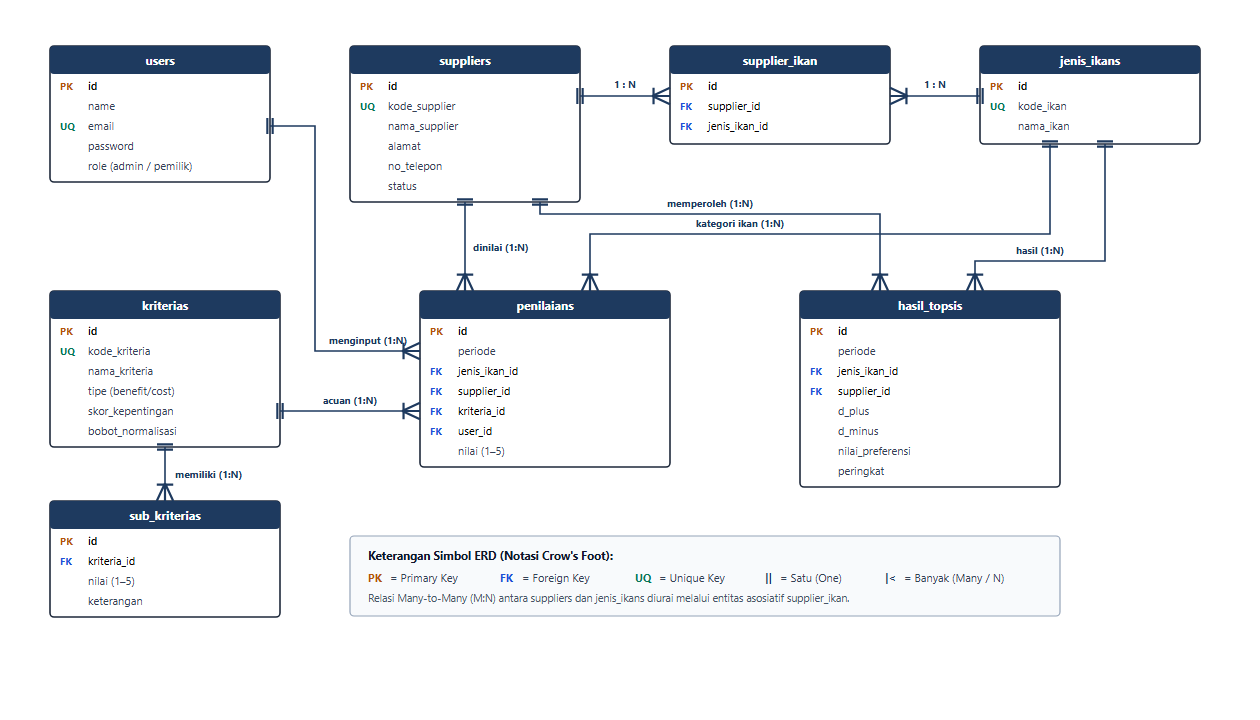 users
PK id
name
UQ email
password
role (admin / pemilik)
suppliers
PK id
UQ kode_supplier
nama_supplier
alamat
no_telepon
status
1 : N
supplier_ikan
PK id
FK supplier_id
FK jenis_ikan_id
1 : N
jenis_ikans
PK id
UQ kode_ikan
nama_ikan
memperoleh (1:N)
kategori ikan (1:N)
dinilai (1:N)
hasil (1:N)
kriterias
PK id
UQ kode_kriteria
nama_kriteria
tipe (benefit/cost)
skor_kepentingan
bobot_normalisasi
menginput (1:N)
acuan (1:N)
penilaians
PK id
periode
FK jenis_ikan_id
FK supplier_id
FK kriteria_id
FK user_id
nilai (1–5)
hasil_topsis
PK id
periode
FK jenis_ikan_id
FK supplier_id
d_plus
d_minus
nilai_preferensi
peringkat
memiliki (1:N)
sub_kriterias
PK id
FK kriteria_id
nilai (1–5)
keterangan
Keterangan Simbol ERD (Notasi Crow's Foot):
PK = Primary Key FK = Foreign Key UQ = Unique Key || = Satu (One) |< = Banyak (Many / N)
Relasi Many-to-Many (M:N) antara suppliers dan jenis_ikans diurai melalui entitas asosiatif supplier_ikan.